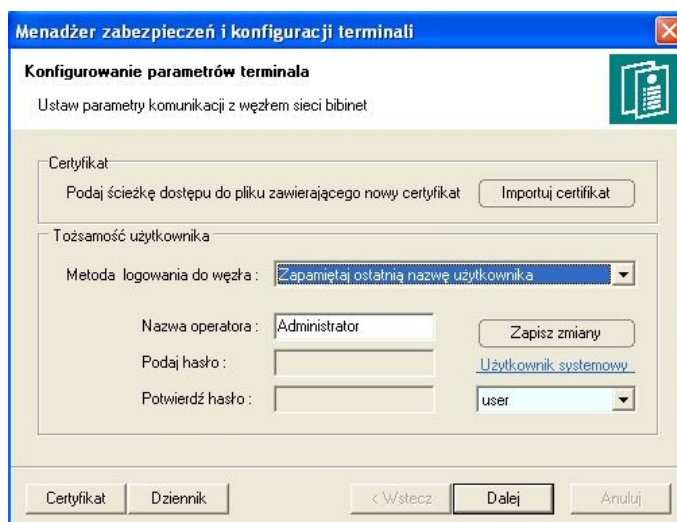 Menadżer zabezpieczeń i konfiguracji terminali
Konfigurowanie parametrów terminala
Ustaw parametry komunikacji z węzłem sieci bibinet
Certyfikat
Podaj ścieżkę dostępu do pliku zawierającego nowy certyfikat
Importuj certifikat
Tożsamość użytkownika
Metoda logowania do węzła :
Zapamiętaj ostatnią nazwę użytkownika
Nazwa operatora :
Administrator
Zapisz zmiany
Podaj hasło :
Użytkownik systemowy
Potwierdź hasło :
user
Certyfikat
Dziennik
< Wstecz
Dalej
Anuluj